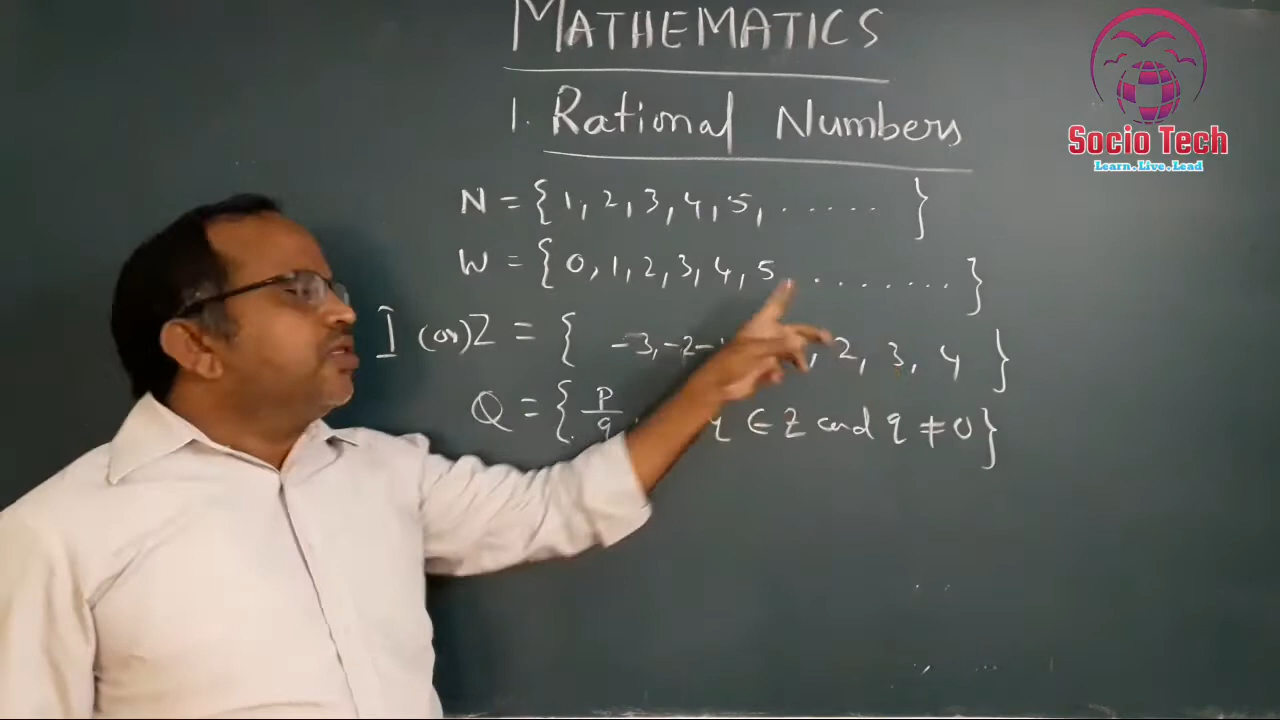 MATHEMATICS
1. Rational Numbers
N = {1, 2, 3, 4, 5, ...... }
W = {0, 1, 2, 3, 4, 5, ........ }
I (or) Z = { -3, -2 - , 2, 3, 4 }
Q = { p/q ∈ Z and q ≠ 0}
Socio Tech
Learn.Live.Lead